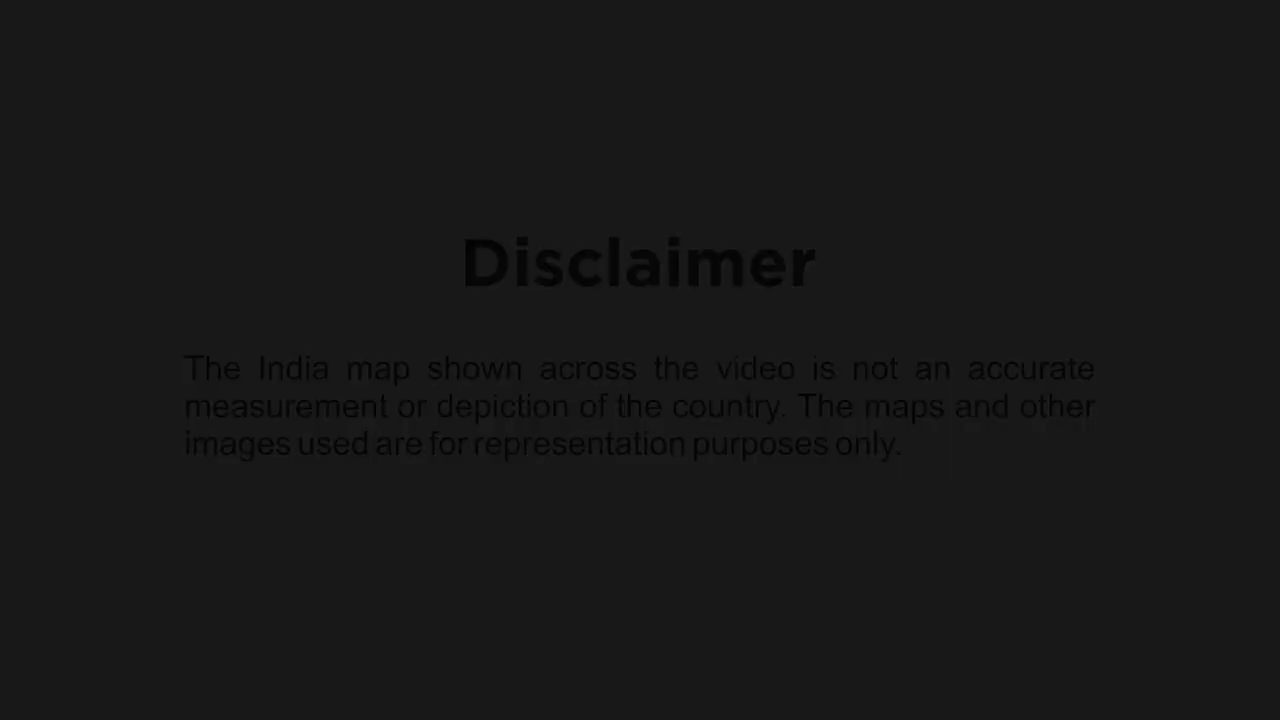 Disclaimer
The India map shown across the video is not an accurate
measurement or depiction of the country. The maps and other
images used are for representation purposes only.